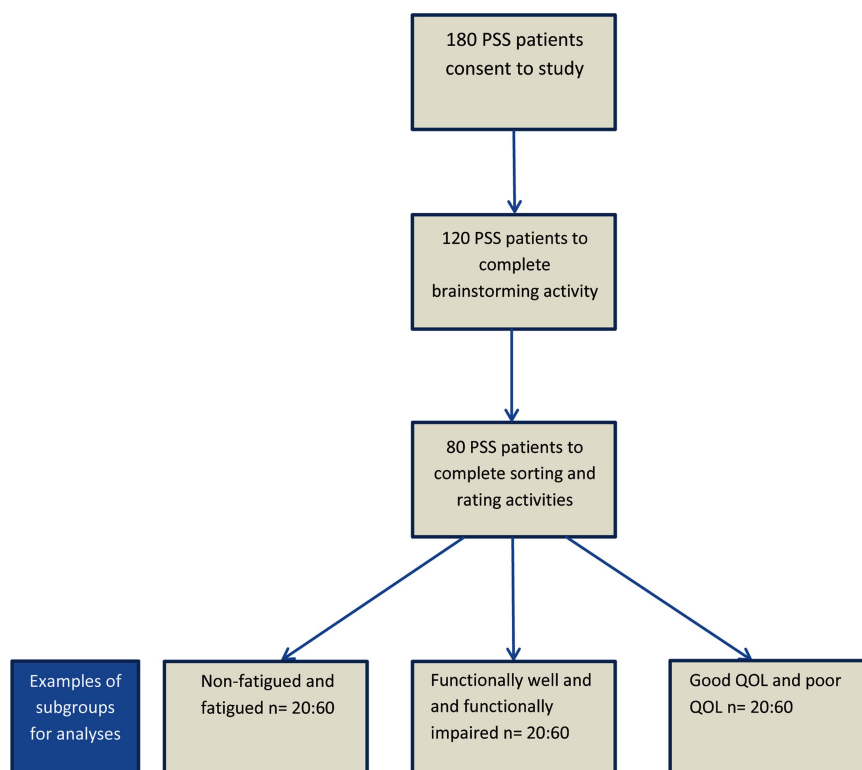 180 PSS patients
consent to study
120 PSS patients to
complete
brainstorming activity
80 PSS patients to
complete sorting and
rating activities
Examples of
subgroups
for analyses
Non-fatigued and
fatigued n= 20:60
Functionally well and
and functionally
impaired n= 20:60
Good QOL and poor
QOL n= 20:60